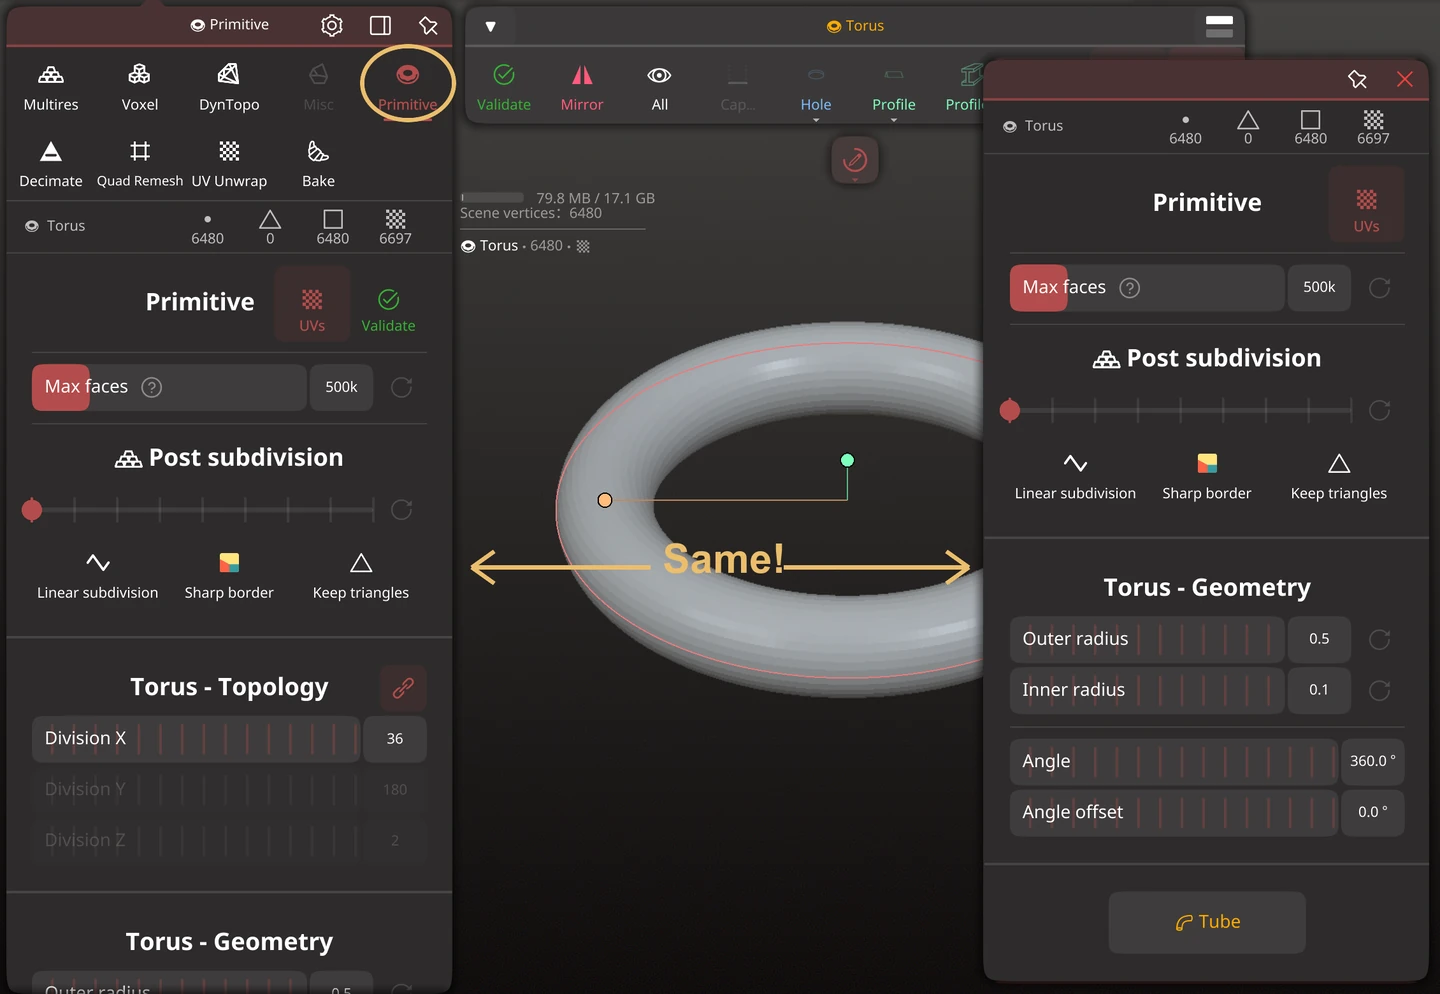 Primitive
Multires
Voxel
DynTopo
Misc
Primitive
Decimate
Quad Remesh
UV Unwrap
Bake
Torus
6480
0
6480
6697
Primitive
UVs
Validate
Max faces ?
500k
Post subdivision
Linear subdivision
Sharp border
Keep triangles
Torus - Topology
Division X
36
Division Y
180
Division Z
2
Torus - Geometry
Outer radius
0.5
Torus
Validate
Mirror
All
Cap...
Hole
Profile
Profil
79.8 MB / 17.1 GB
Scene vertices: 6480
Torus • 6480 •
Same!
Torus
6480
0
6480
6697
Primitive
UVs
Max faces ?
500k
Post subdivision
Linear subdivision
Sharp border
Keep triangles
Torus - Geometry
Outer radius
0.5
Inner radius
0.1
Angle
360.0 °
Angle offset
0.0 °
Tube